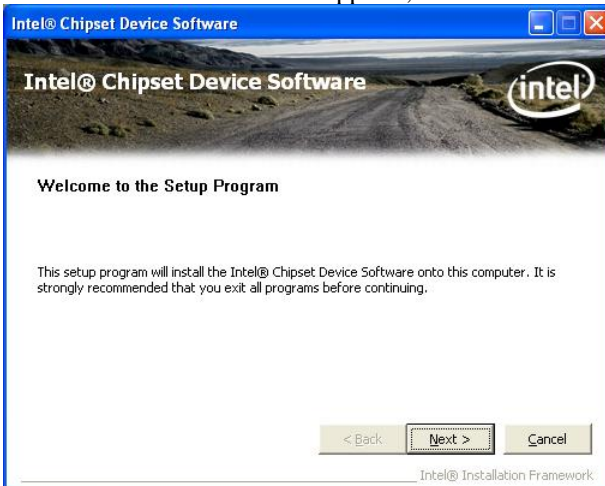 Intel® Chipset Device Software
Intel® Chipset Device Software
intel
Welcome to the Setup Program
This setup program will install the Intel® Chipset Device Software onto this computer. It is
strongly recommended that you exit all programs before continuing.
< Back Next > Cancel
Intel® Installation Framework